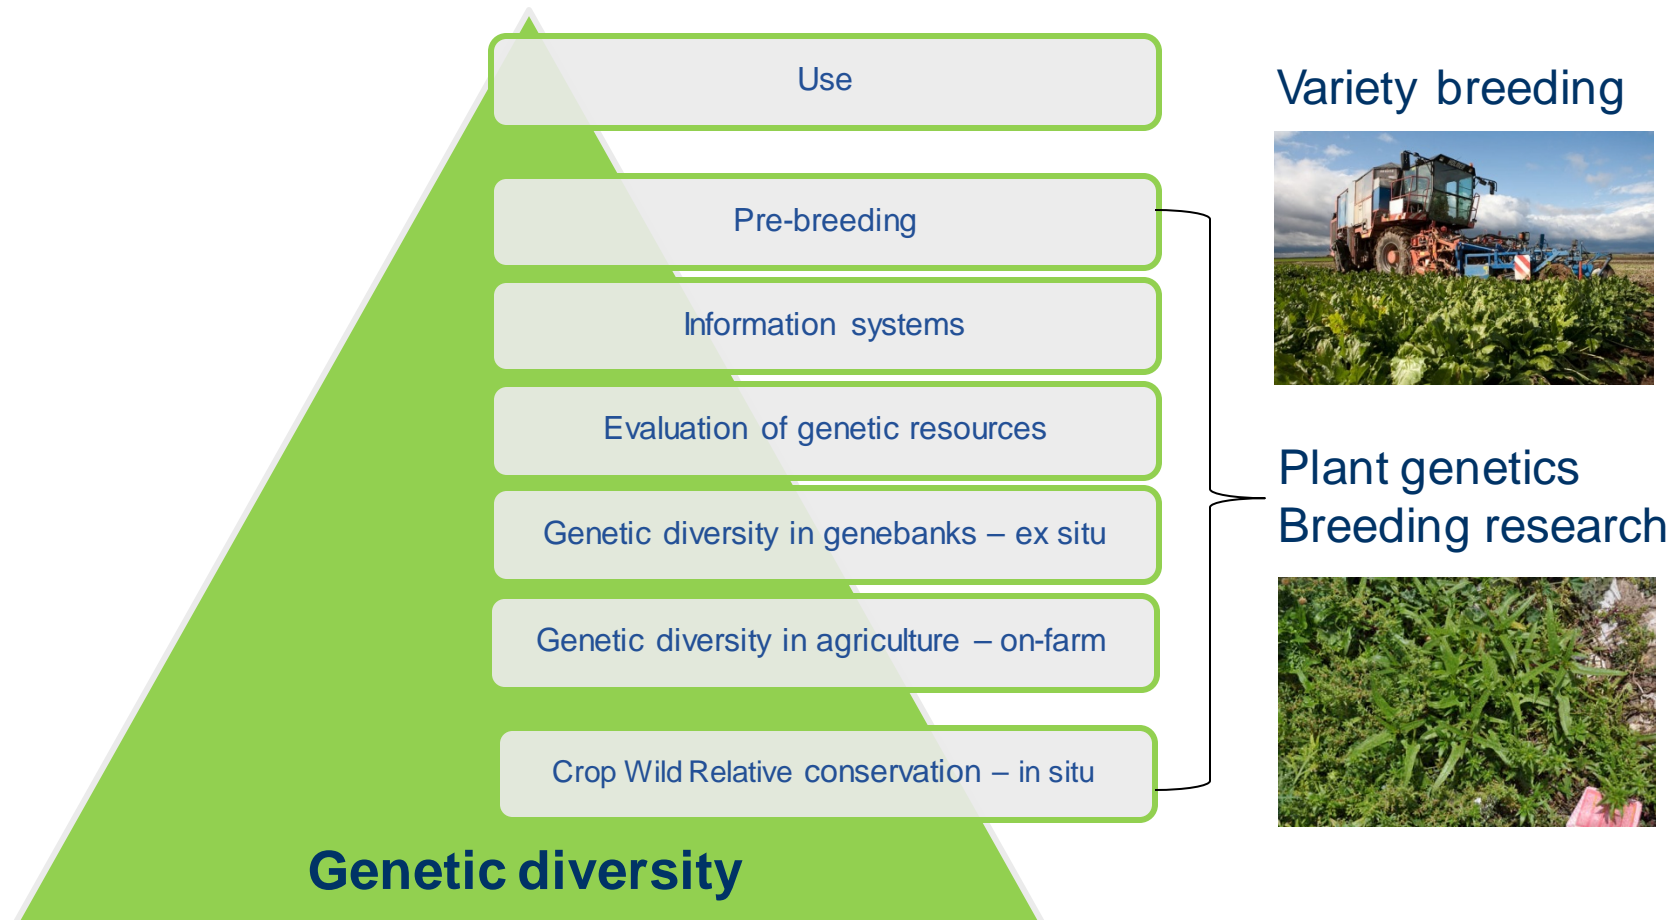 Use
Variety breeding
Pre-breeding
Information systems
Evaluation of genetic resources
Plant genetics
Breeding research
Genetic diversity in genebanks – ex situ
Genetic diversity in agriculture – on-farm
Crop Wild Relative conservation – in situ
Genetic diversity